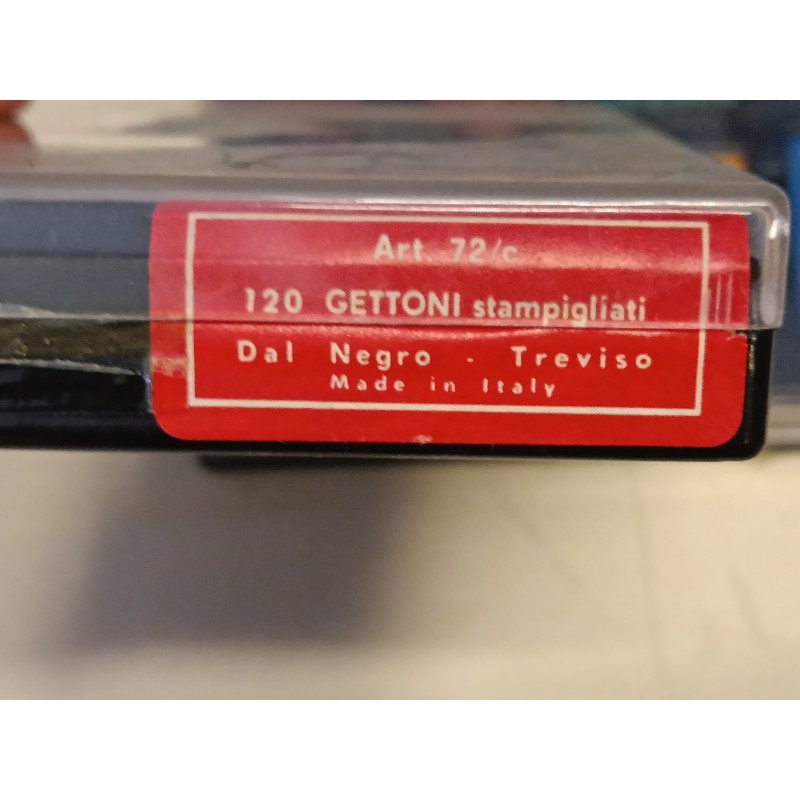 Art. 72/c
120 GETTONI stampigliati
Dal Negro - Treviso
Made in Italy